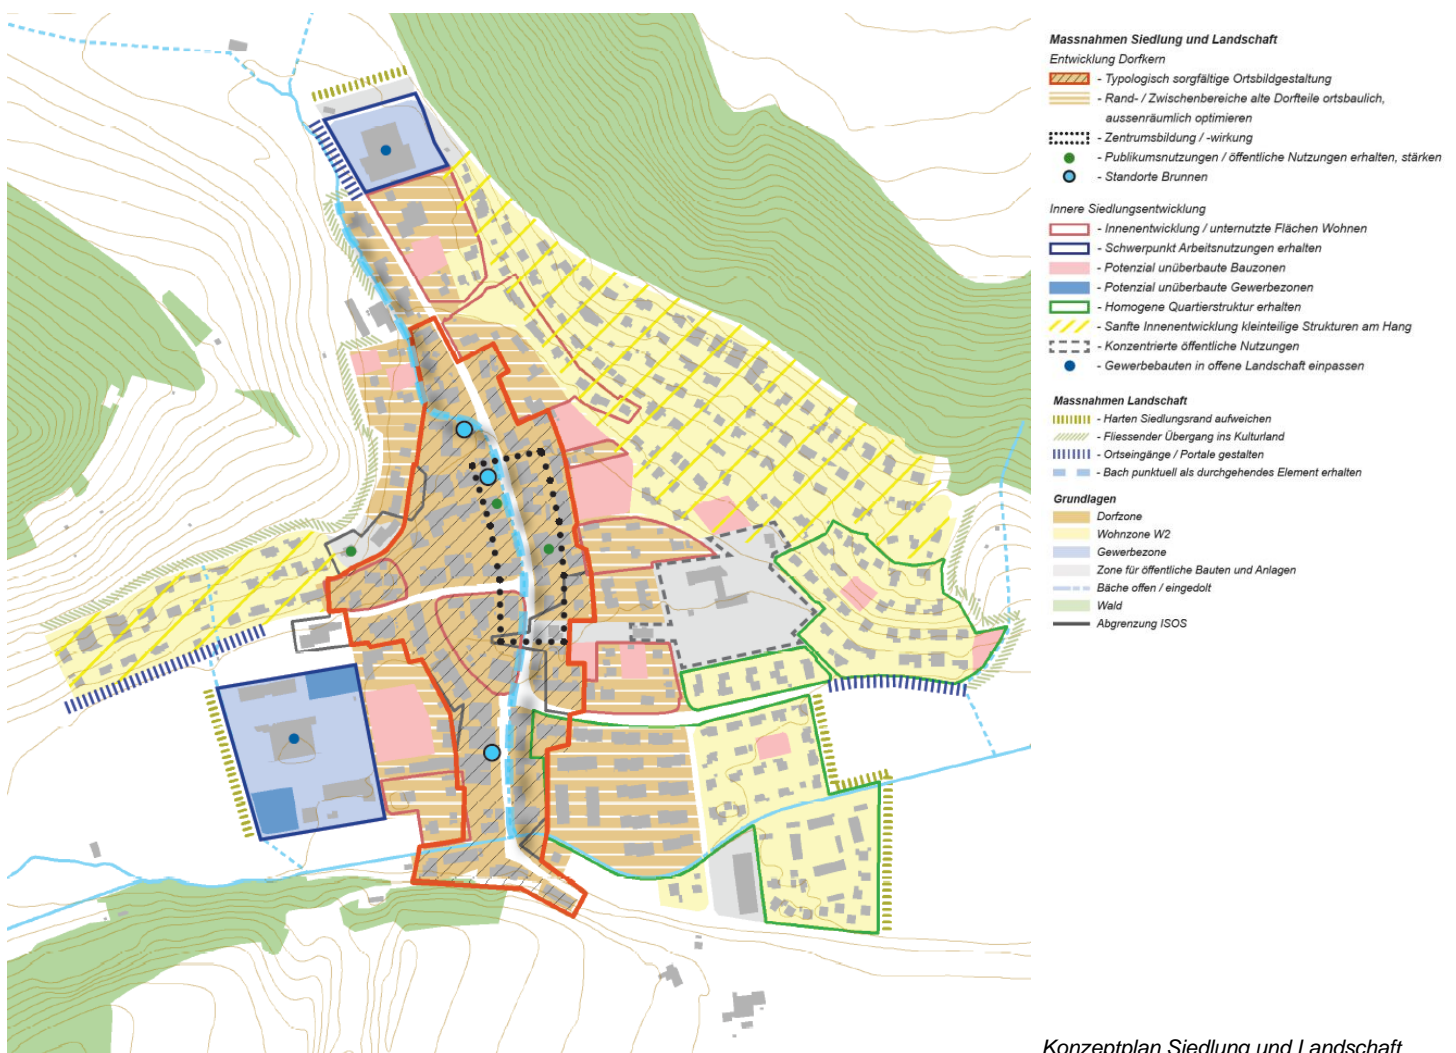 Massnahmen Siedlung und Landschaft
Entwicklung Dorfkern
- Typologisch sorgfältige Ortsbildgestaltung
- Rand- / Zwischenbereiche alte Dorfteile ortsbaulich,
aussenräumlich optimieren
- Zentrumsbildung / -wirkung
- Publikumsnutzungen / öffentliche Nutzungen erhalten, stärken
- Standorte Brunnen
Innere Siedlungsentwicklung
- Innenentwicklung / unternutzte Flächen Wohnen
- Schwerpunkt Arbeitsnutzungen erhalten
- Potenzial unüberbaute Bauzonen
- Potenzial unüberbaute Gewerbezonen
- Homogene Quartierstruktur erhalten
- Sanfte Innenentwicklung kleinteilige Strukturen am Hang
- Konzentrierte öffentliche Nutzungen
- Gewerbebauten in offene Landschaft einpassen
Massnahmen Landschaft
- Harten Siedlungsrand aufweichen
- Fliessender Übergang ins Kulturland
- Ortseingänge / Portale gestalten
- Bach punktuell als durchgehendes Element erhalten
Grundlagen
Dorfzone
Wohnzone W2
Gewerbezone
Zone für öffentliche Bauten und Anlagen
Bäche offen / eingedolt
Wald
Abgrenzung ISOS
Konzeptplan Siedlung und Landschaft